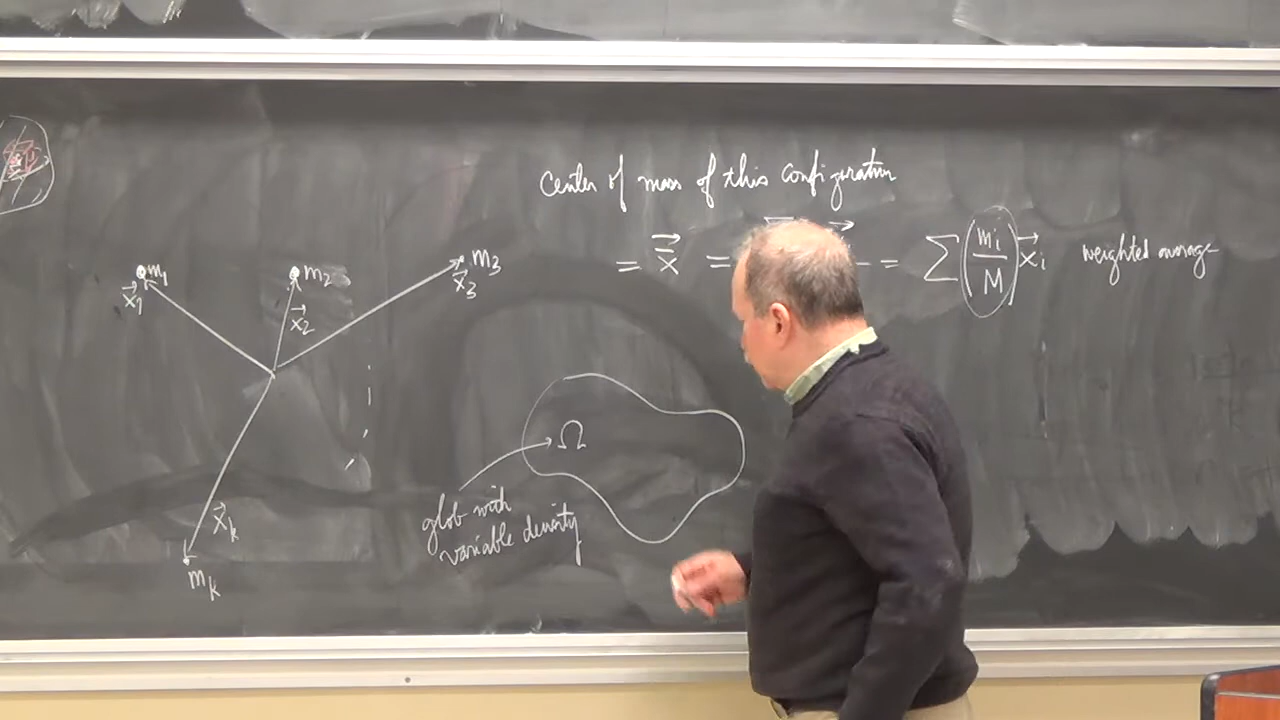 Center of mass of this configuration
= x̄⃗ = = Σ (mᵢ/M) x⃗ᵢ weighted average
m₁ m₂ m₃
x⃗₁ x⃗₂ x⃗₃
Ω
glob with
variable density
x⃗ₖ
mₖ